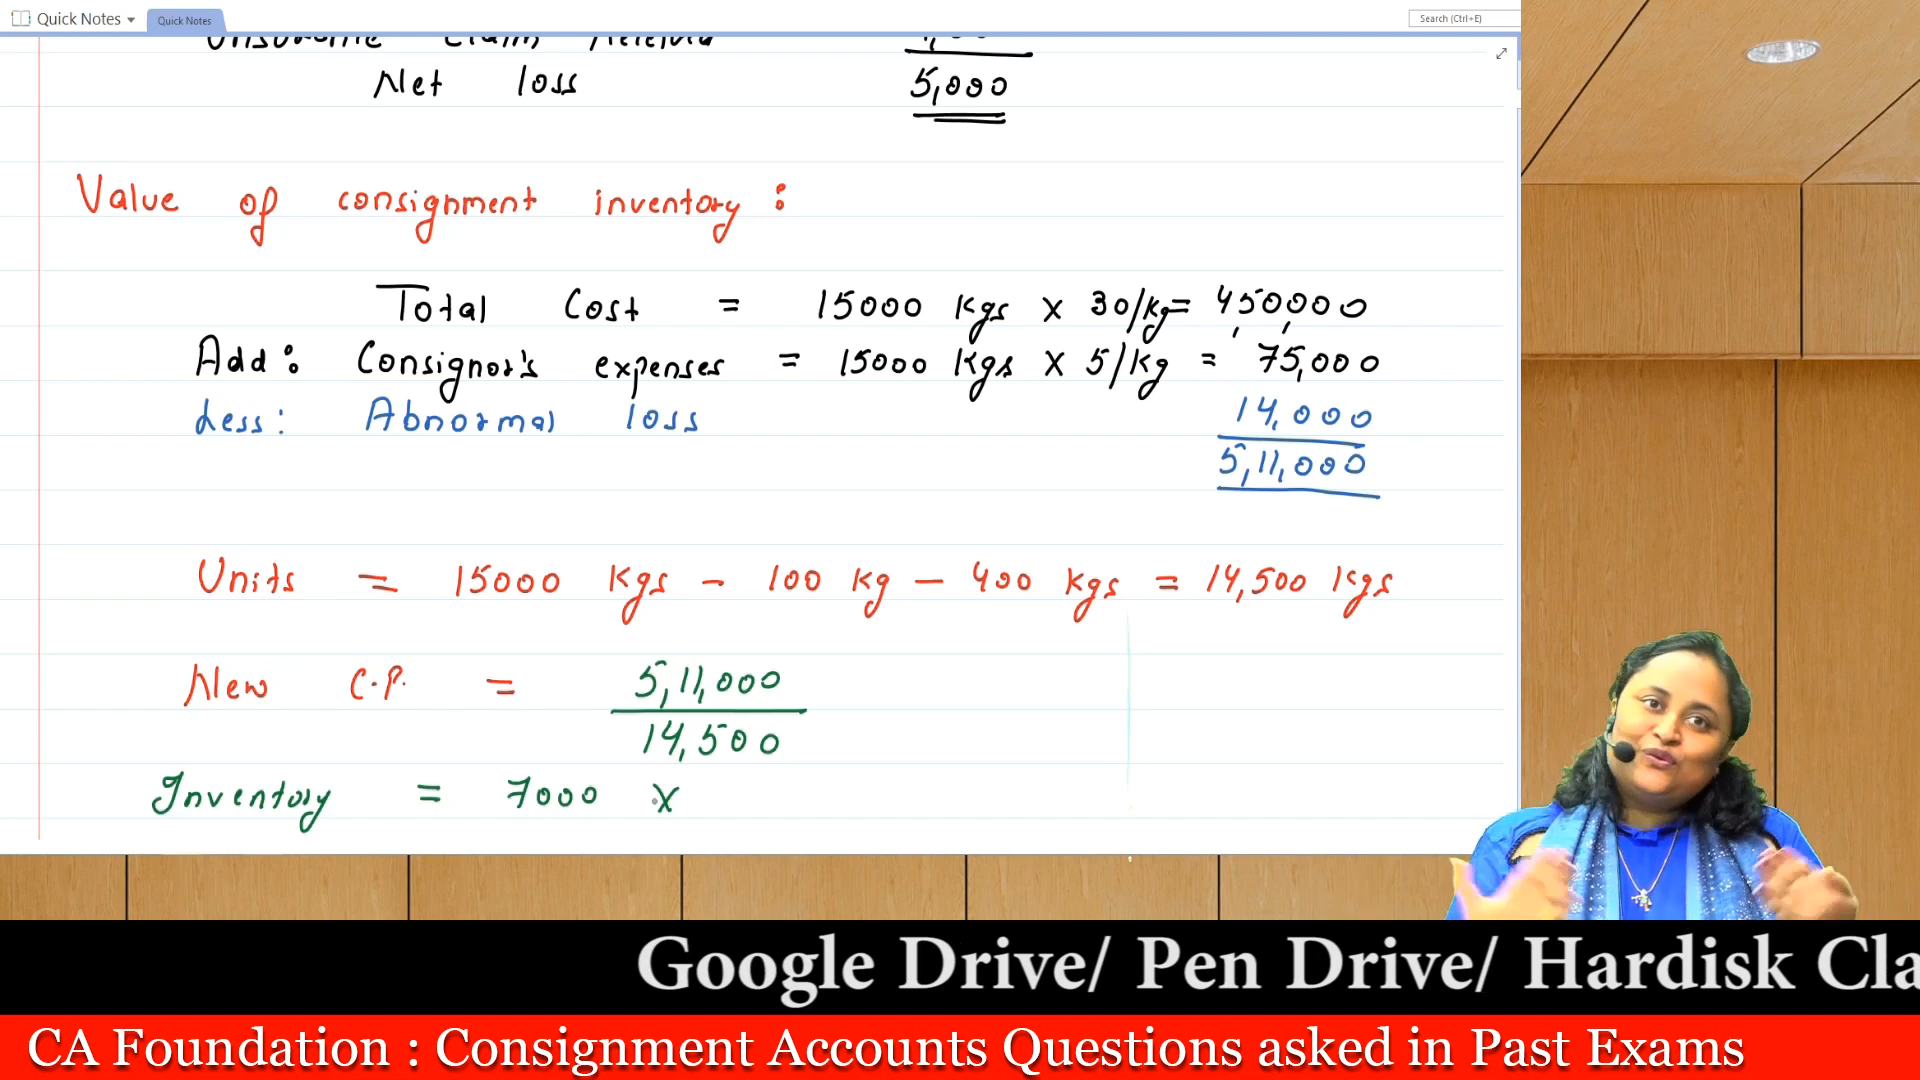 Quick Notes
Quick Notes
Search (Ctrl+E)
Net loss 5,000
Value of consignment inventory :
Total Cost = 15000 kgs x 30/kg = 450000
Add : Consignor's expenses = 15000 kgs x 5/kg = 75,000
Less : Abnormal loss 14,000
5,11,000
Units = 15000 kgs - 100 kg - 400 kgs = 14,500 kgs
New C.P. = 5,11,000
14,500
Inventory = 7000 x
Google Drive/ Pen Drive/ Hardisk Cla
CA Foundation : Consignment Accounts Questions asked in Past Exams